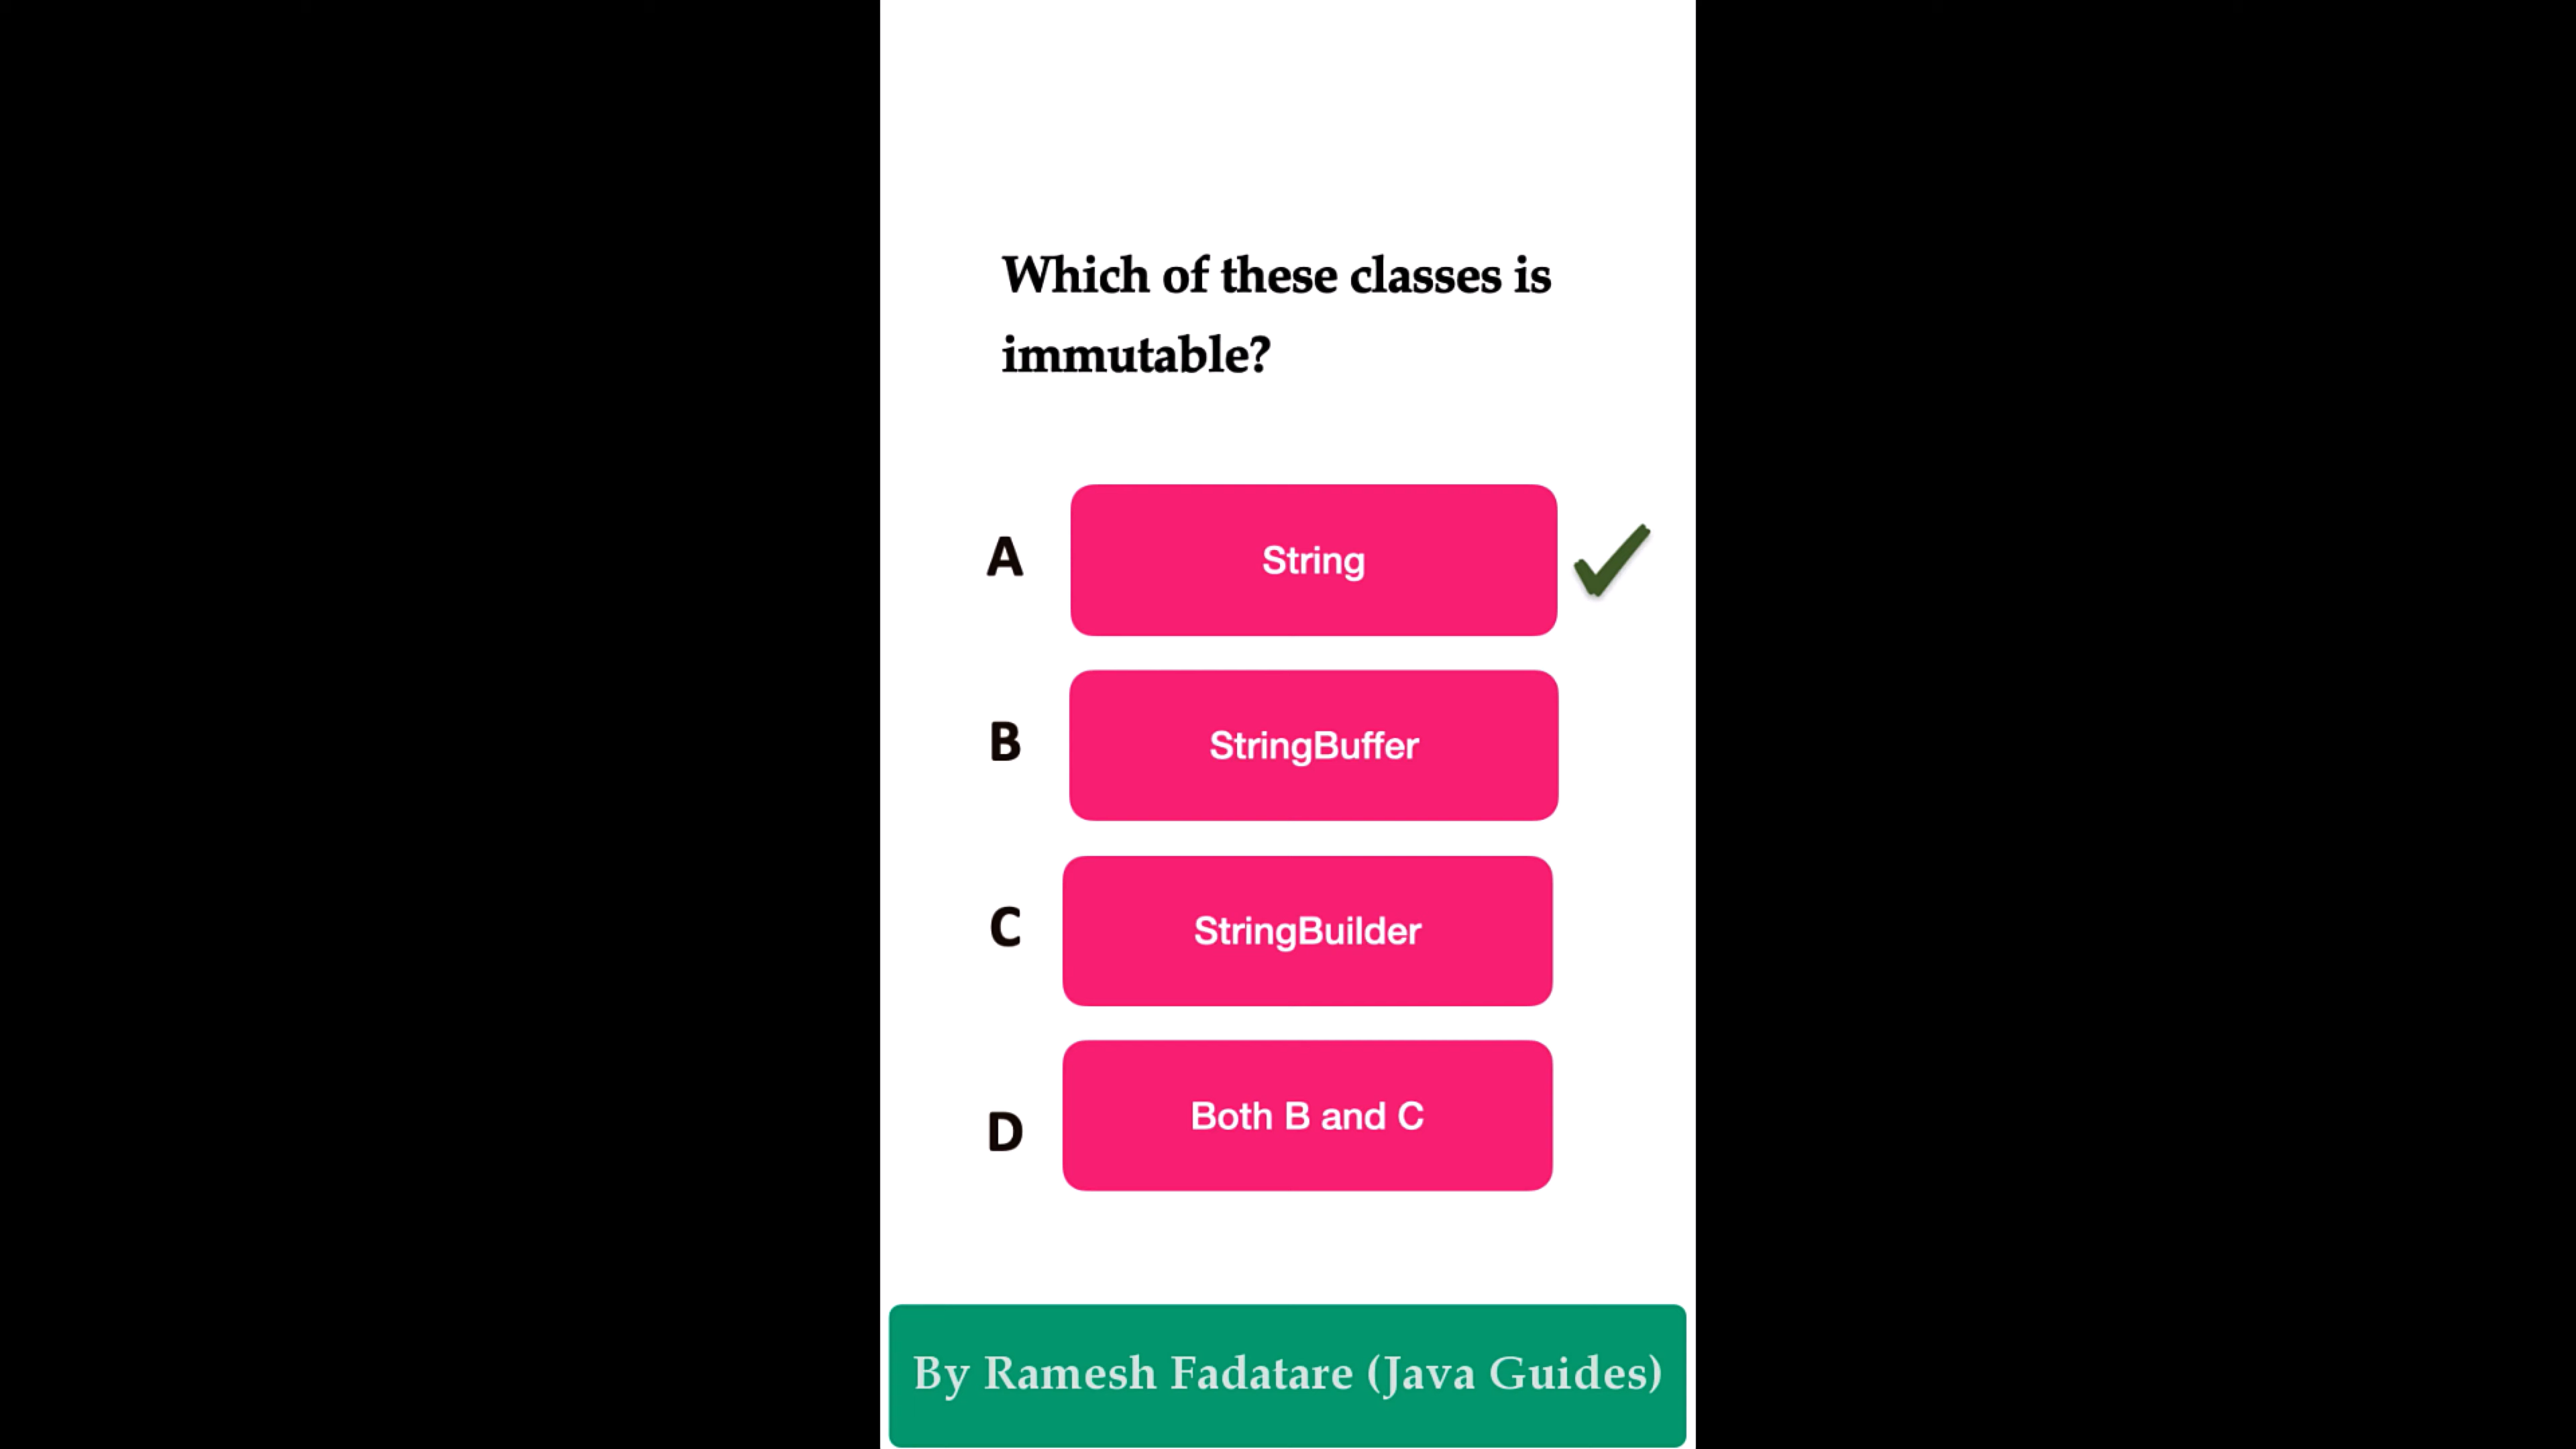 Which of these classes is
immutable?
A String
B StringBuffer
C StringBuilder
D Both B and C
By Ramesh Fadatare (Java Guides)